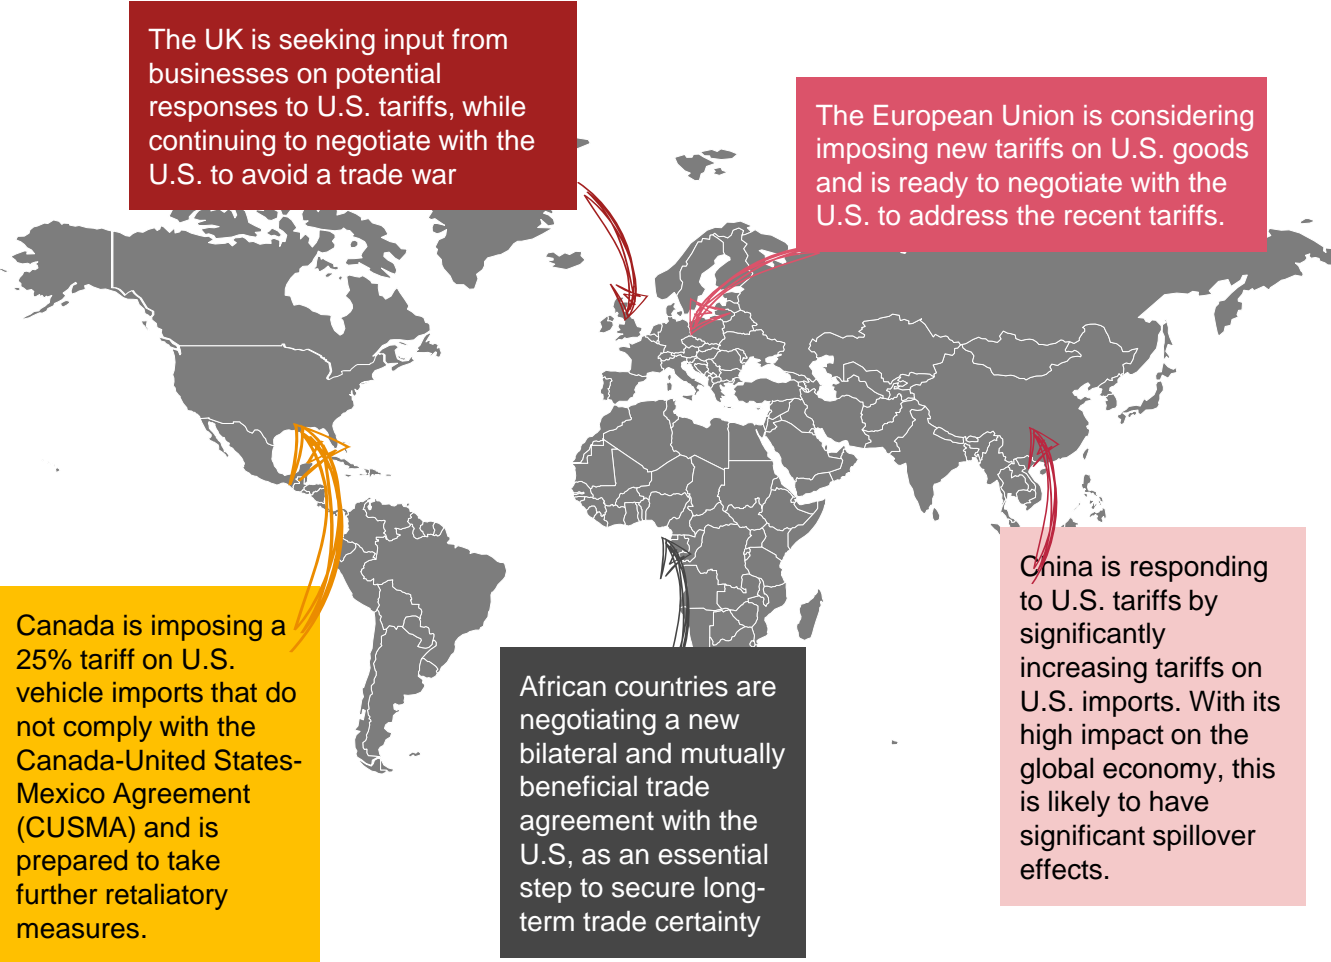 The UK is seeking input from
businesses on potential
responses to U.S. tariffs, while
continuing to negotiate with the
U.S. to avoid a trade war
The European Union is considering
imposing new tariffs on U.S. goods
and is ready to negotiate with the
U.S. to address the recent tariffs.
Canada is imposing a
25% tariff on U.S.
vehicle imports that do
not comply with the
Canada-United States-
Mexico Agreement
(CUSMA) and is
prepared to take
further retaliatory
measures.
African countries are
negotiating a new
bilateral and mutually
beneficial trade
agreement with the
U.S, as an essential
step to secure long-
term trade certainty
China is responding
to U.S. tariffs by
significantly
increasing tariffs on
U.S. imports. With its
high impact on the
global economy, this
is likely to have
significant spillover
effects.